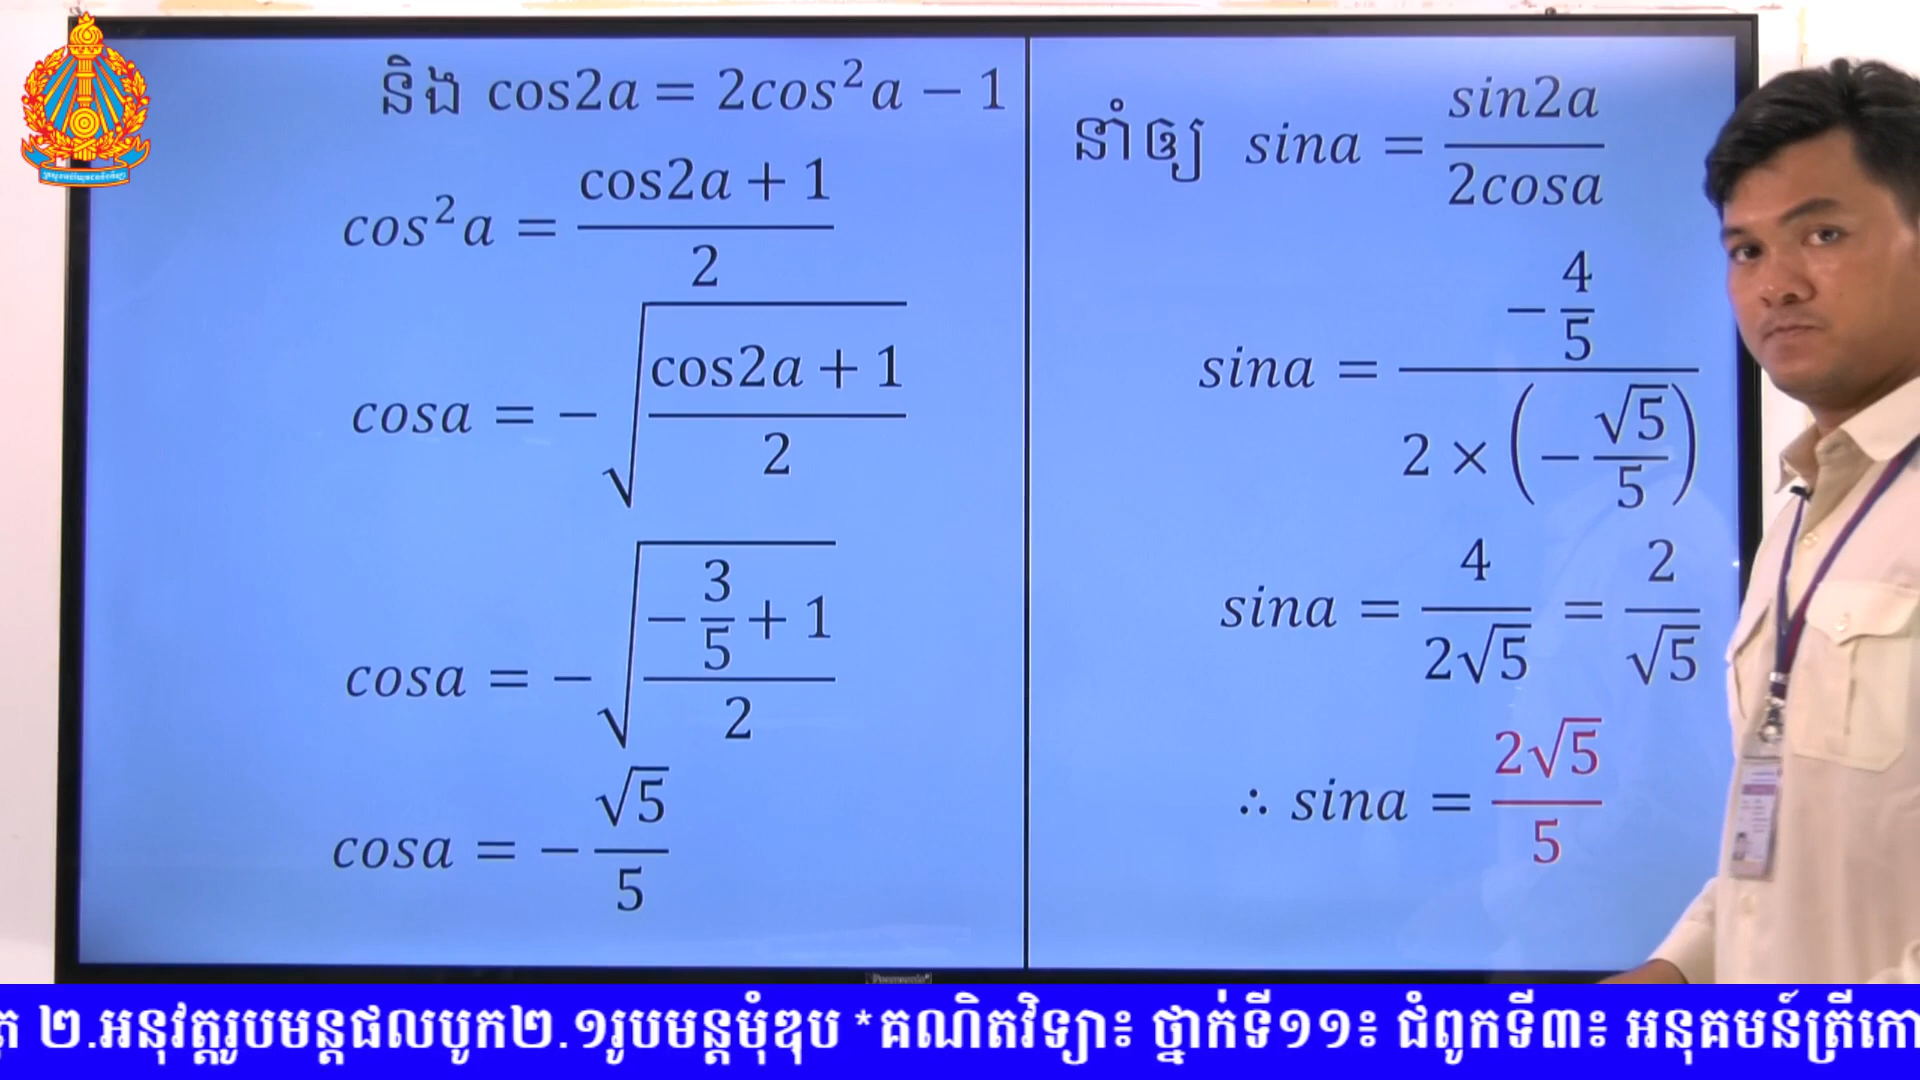 និង cos2a = 2cos²a − 1
cos²a = (cos2a + 1)/2
cosa = −√((cos2a + 1)/2)
cosa = −√((−3/5 + 1)/2)
cosa = −√5/5
នាំឲ្យ sina = sin2a/2cosa
sina = (−4/5)/(2 × (−√5/5))
sina = 4/2√5 = 2/√5
∴ sina = 2√5/5
២.អនុវត្តរូបមន្តផលបូក២.១រូបមន្តមុំឌុប *គណិតវិទ្យា៖ ថ្នាក់ទី១១៖ ជំពូកទី៣៖ អនុគមន៍ត្រីកោ